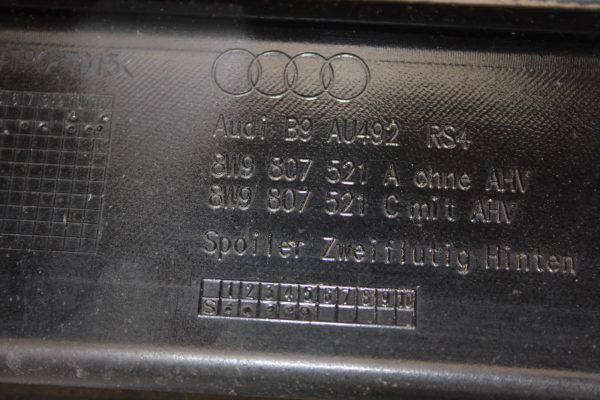 Audi B9 AU492 RS4
8W9 807 521 A ohne AHV
8W9 807 521 C mit AHV
Spoiler Zweiflutig Hinten
1 2 3 4 5 6 7 8 9 10
S